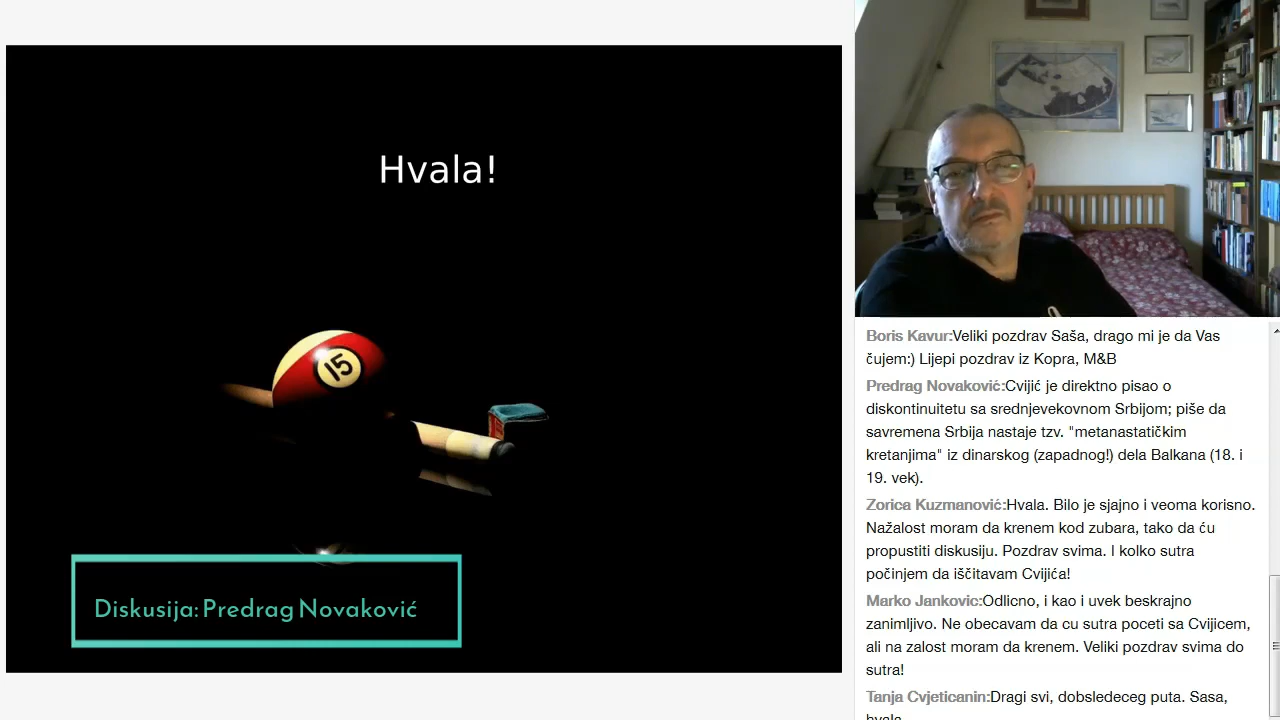 Hvala!
15
Diskusija: Predrag Novaković
Boris Kavur:Veliki pozdrav Saša, drago mi je da Vas
čujem:) Lijepi pozdrav iz Kopra, M&B
Predrag Novaković:Cvijić je direktno pisao o
diskontinuitetu sa srednjevekovnom Srbijom; piše da
savremena Srbija nastaje tzv. "metanastatičkim
kretanjima" iz dinarskog (zapadnog!) dela Balkana (18. i
19. vek).
Zorica Kuzmanović:Hvala. Bilo je sjajno i veoma korisno.
Nažalost moram da krenem kod zubara, tako da ću
propustiti diskusiju. Pozdrav svima. I kolko sutra
počinjem da iščitavam Cvijića!
Marko Jankovic:Odlicno, i kao i uvek beskrajno
zanimljivo. Ne obecavam da cu sutra poceti sa Cvijicem,
ali na zalost moram da krenem. Veliki pozdrav svima do
sutra!
Tanja Cvjeticanin:Dragi svi, dobsledeceg puta. Sasa,
hvala